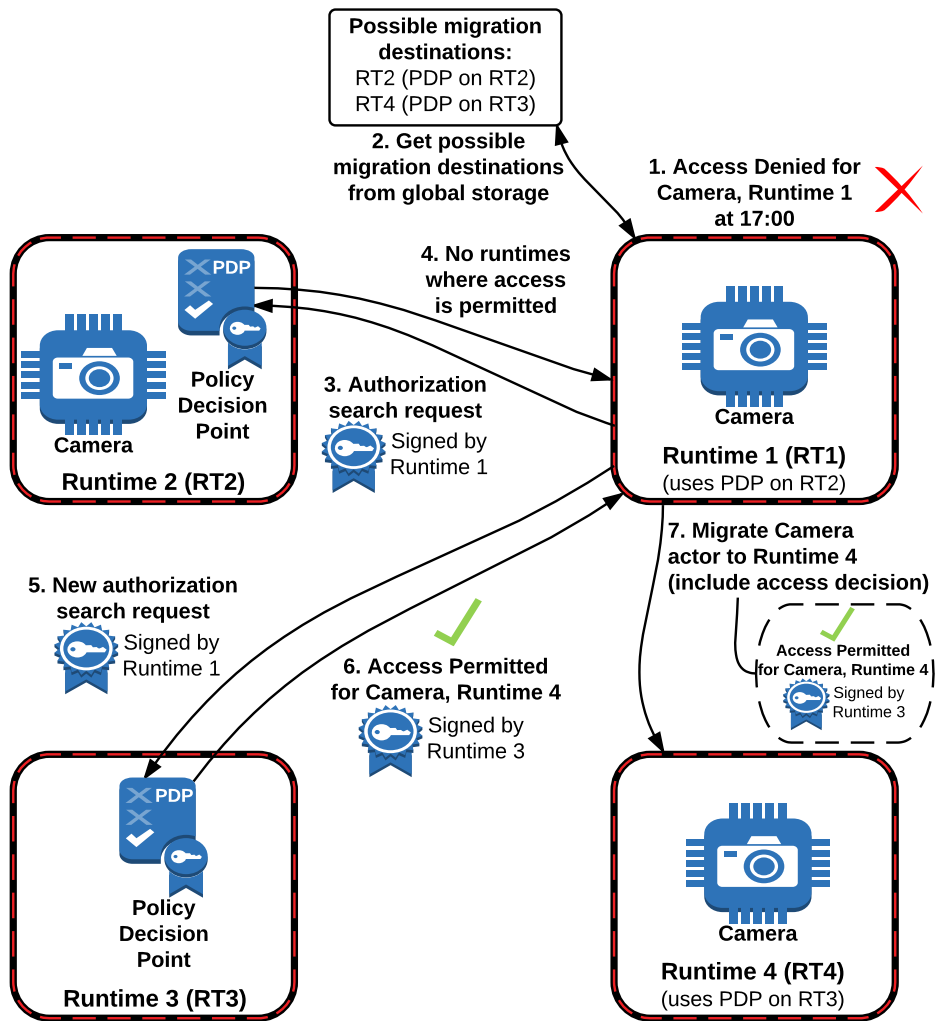 Possible migration
destinations:
RT2 (PDP on RT2)
RT4 (PDP on RT3)
2. Get possible
migration destinations
from global storage
1. Access Denied for
Camera, Runtime 1
at 17:00
4. No runtimes
where access
is permitted
PDP
Policy
Decision
Point
Camera
Runtime 2 (RT2)
3. Authorization
search request
Signed by
Runtime 1
Camera
Runtime 1 (RT1)
(uses PDP on RT2)
5. New authorization
search request
Signed by
Runtime 1
6. Access Permitted
for Camera, Runtime 4
Signed by
Runtime 3
7. Migrate Camera
actor to Runtime 4
(include access decision)
Access Permitted
for Camera, Runtime 4
Signed by
Runtime 3
PDP
Policy
Decision
Point
Runtime 3 (RT3)
Camera
Runtime 4 (RT4)
(uses PDP on RT3)